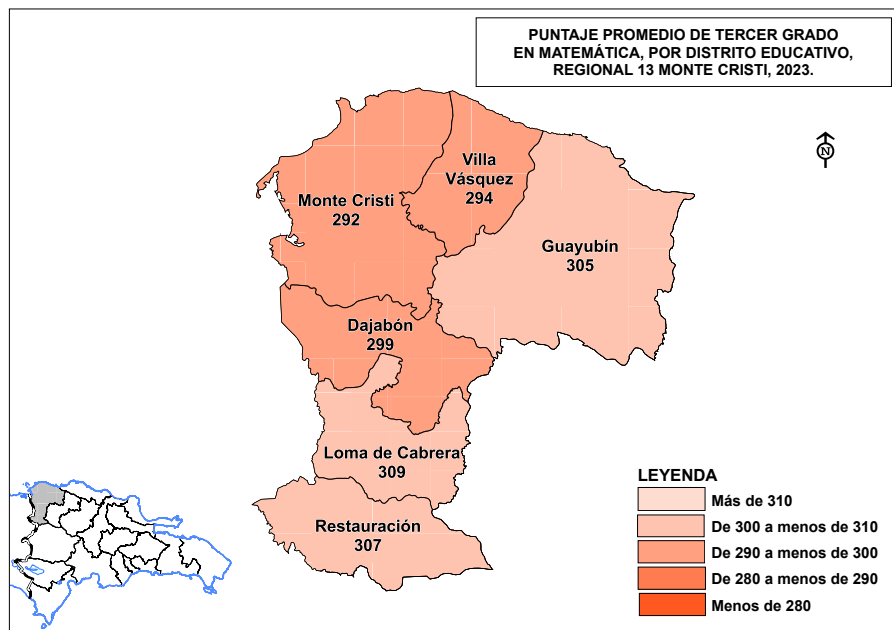 PUNTAJE PROMEDIO DE TERCER GRADO
EN MATEMÁTICA, POR DISTRITO EDUCATIVO,
REGIONAL 13 MONTE CRISTI, 2023.
N
Villa
Vásquez
294
Monte Cristi
292
Guayubín
305
Dajabón
299
Loma de Cabrera
309
Restauración
307
LEYENDA
Más de 310
De 300 a menos de 310
De 290 a menos de 300
De 280 a menos de 290
Menos de 280